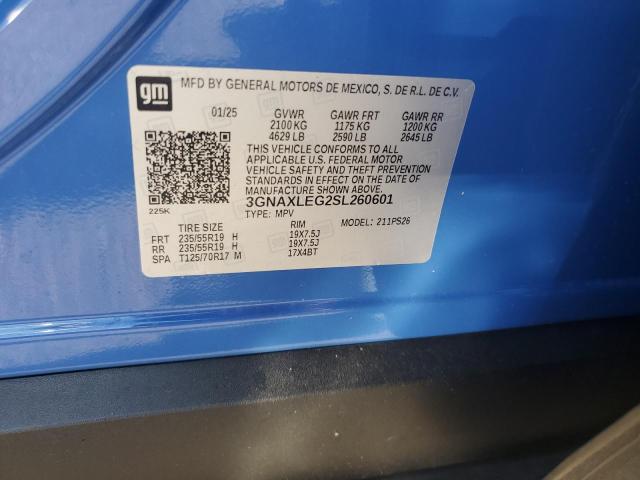 gm
MFD BY GENERAL MOTORS DE MEXICO, S. DE R.L. DE C.V.
01/25 GVWR GAWR FRT GAWR RR
2100 KG 1175 KG 1200 KG
4629 LB 2590 LB 2645 LB
THIS VEHICLE CONFORMS TO ALL
APPLICABLE U.S. FEDERAL MOTOR
VEHICLE SAFETY AND THEFT PREVENTION
STANDARDS IN EFFECT ON THE DATE OF
MANUFACTURE SHOWN ABOVE.
3GNAXLEG2SL260601
225K TYPE: MPV 211PS26
TIRE SIZE RIM
FRT 235/55R19 H 19X7.5J
RR 235/55R19 H 19X7.5J
SPA T125/70R17 M 17X4BT